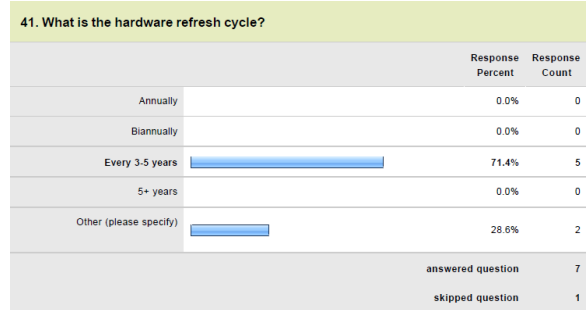 41. What is the hardware refresh cycle?
Response Percent Response Count
Annually 0.0% 0
Biannually 0.0% 0
Every 3-5 years 71.4% 5
5+ years 0.0% 0
Other (please specify) 28.6% 2
answered question 7
skipped question 1